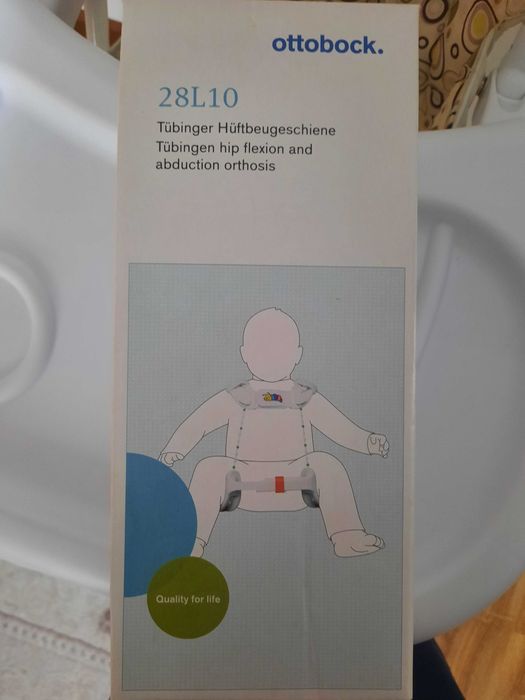 ottobock.
28L10
Tübinger Hüftbeugeschiene
Tübingen hip flexion and
abduction orthosis
Quality for life